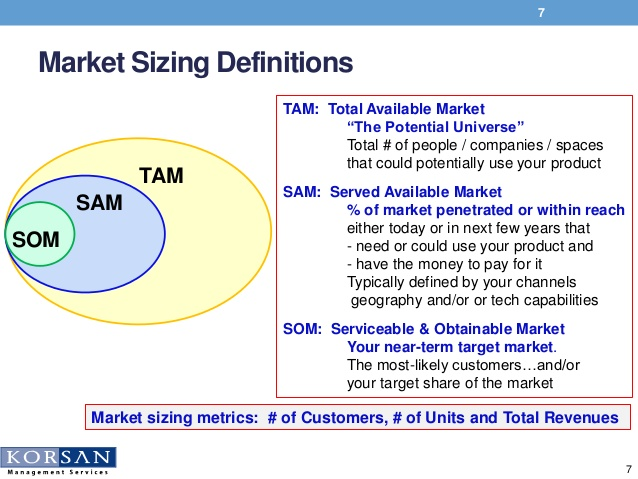 7
Market Sizing Definitions
TAM
SAM
SOM
TAM: Total Available Market
“The Potential Universe”
Total # of people / companies / spaces
that could potentially use your product
SAM: Served Available Market
% of market penetrated or within reach
either today or in next few years that
- need or could use your product and
- have the money to pay for it
Typically defined by your channels
geography and/or or tech capabilities
SOM: Serviceable & Obtainable Market
Your near-term target market.
The most-likely customers…and/or
your target share of the market
Market sizing metrics: # of Customers, # of Units and Total Revenues
KORSAN
Management Services
7